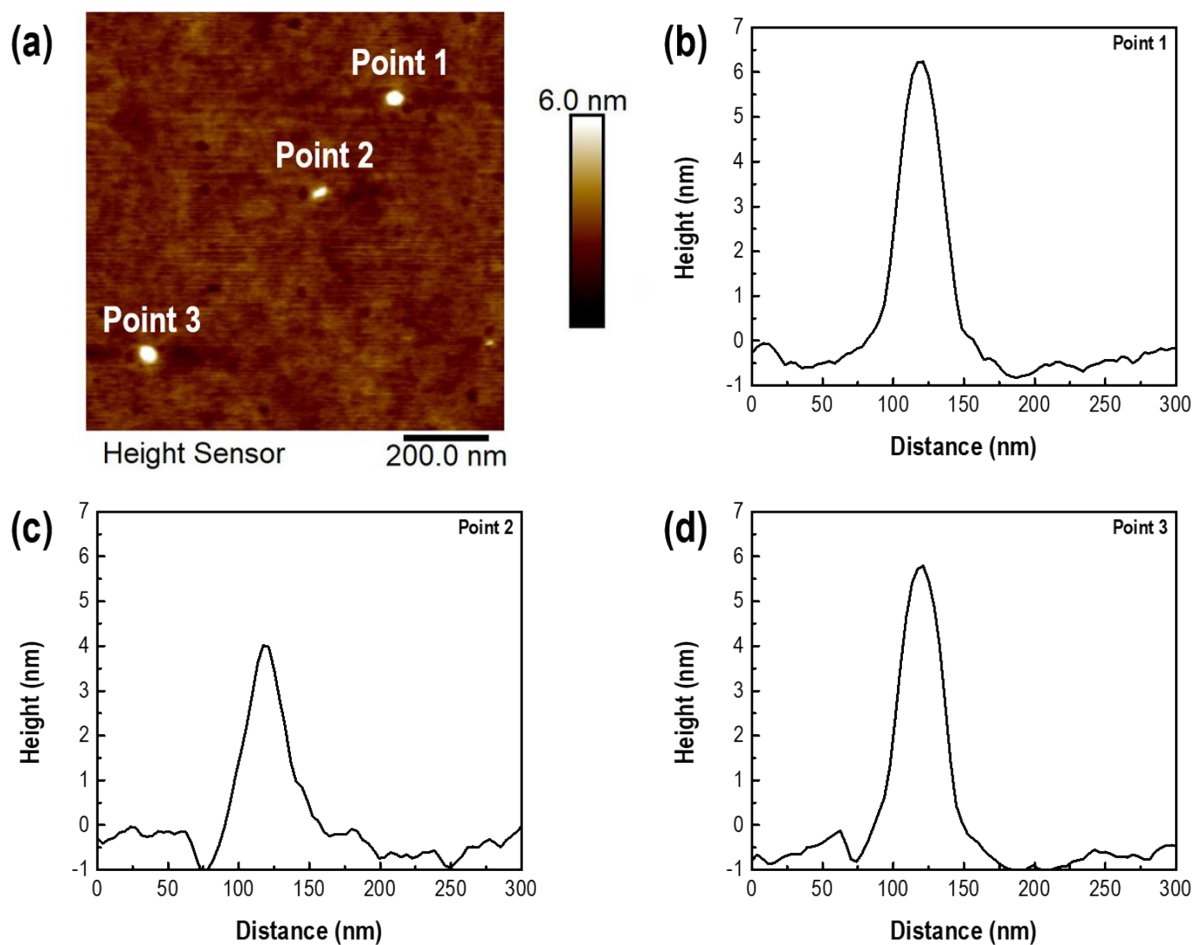 (a)
Point 1
Point 2
Point 3
6.0 nm
Height Sensor
200.0 nm
(b)
Point 1
7
6
5
4
3
2
1
0
-1
Height (nm)
0 50 100 150 200 250 300
Distance (nm)
(c)
Point 2
7
6
5
4
3
2
1
0
-1
Height (nm)
0 50 100 150 200 250 300
Distance (nm)
(d)
Point 3
7
6
5
4
3
2
1
0
-1
Height (nm)
0 50 100 150 200 250 300
Distance (nm)